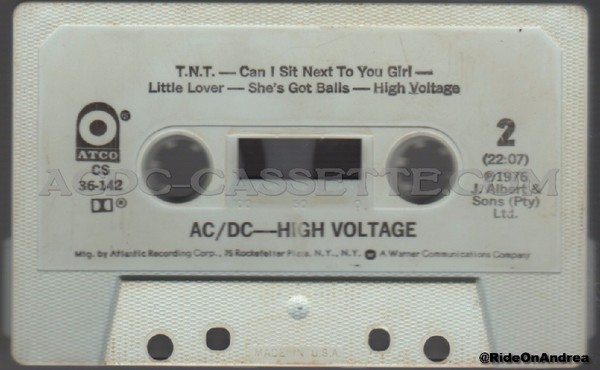 T.N.T. — Can I Sit Next To You Girl —
Little Lover — She's Got Balls — High Voltage
ATCO
®
CS
36-142
2
(22:07)
℗1976
J. Albert &
Sons (Pty)
Ltd.
ACDC-CASSETTE.COM
AC/DC—HIGH VOLTAGE
Mfg. by Atlantic Recording Corp., 75 Rockefeller Plaza, N.Y., N.Y. A Warner Communications Company
MADE IN U.S.A.
@RideOnAndrea